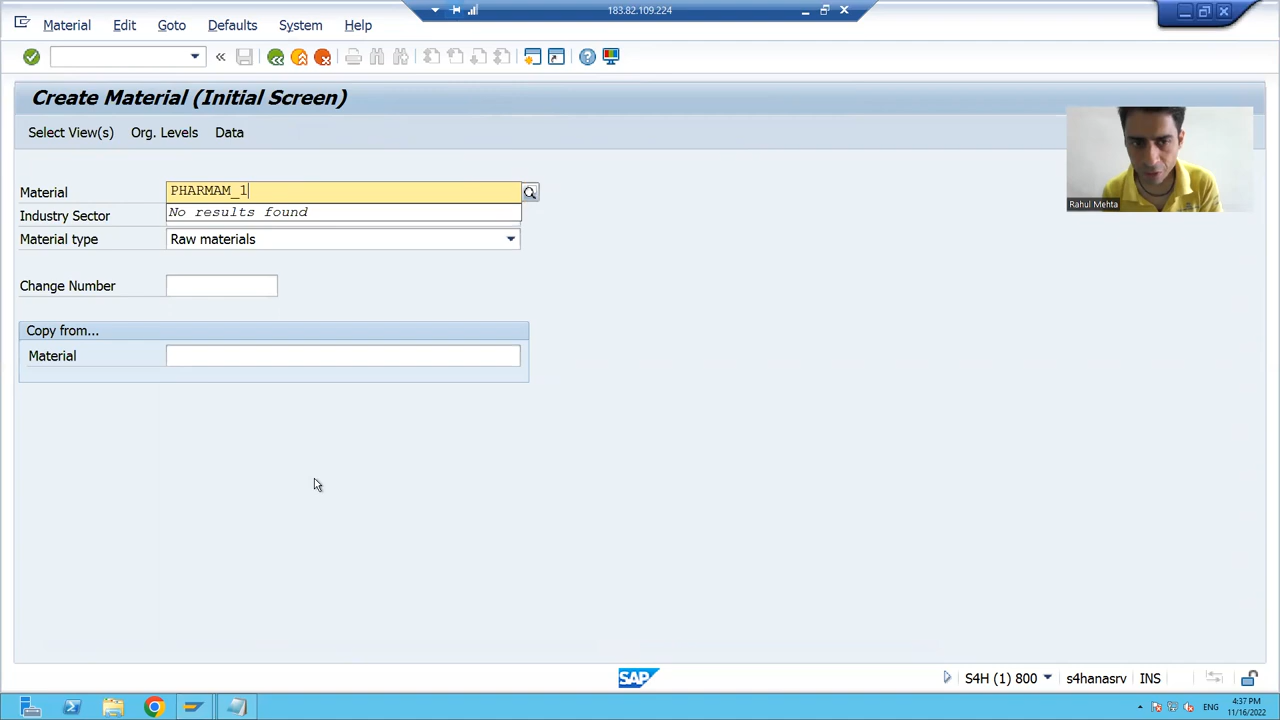 183.82.109.224
Material Edit Goto Defaults System Help
Create Material (Initial Screen)
Select View(s) Org. Levels Data
Material PHARMAM_1
Industry Sector No results found
Material type Raw materials
Change Number
Copy from...
Material
Rahul Mehta
SAP S4H (1) 800 s4hanasrv INS
ENG 4:37 PM
11/16/2022